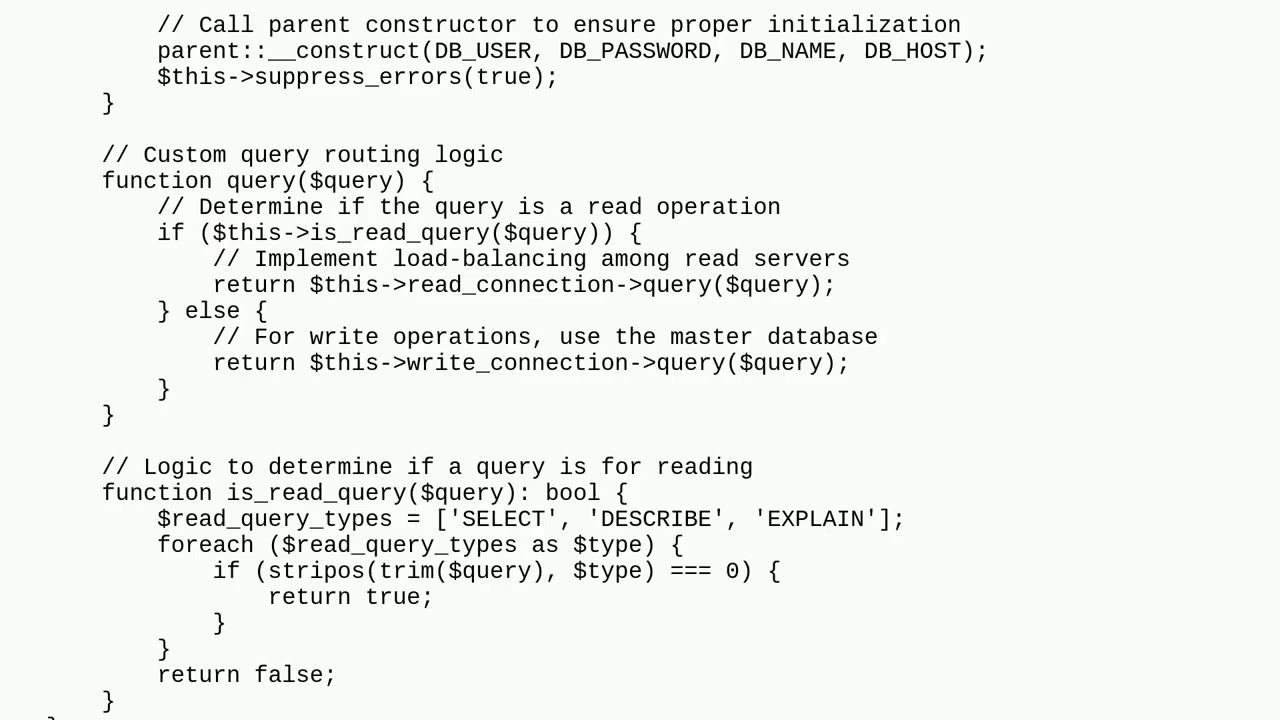 // Call parent constructor to ensure proper initialization
parent::__construct(DB_USER, DB_PASSWORD, DB_NAME, DB_HOST);
$this->suppress_errors(true);
}
// Custom query routing logic
function query($query) {
// Determine if the query is a read operation
if ($this->is_read_query($query)) {
// Implement load-balancing among read servers
return $this->read_connection->query($query);
} else {
// For write operations, use the master database
return $this->write_connection->query($query);
}
}
// Logic to determine if a query is for reading
function is_read_query($query): bool {
$read_query_types = ['SELECT', 'DESCRIBE', 'EXPLAIN'];
foreach ($read_query_types as $type) {
if (stripos(trim($query), $type) === 0) {
return true;
}
}
return false;
}
}